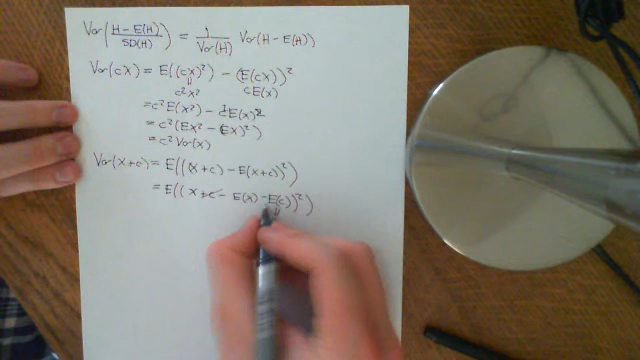 Var((H - E(H))/SD(H)) = 1/Var(H) Var(H - E(H))
Var(cX) = E((cX)²) - (E(cX))²
c²X² cE(X)
= c²E(X²) - c²E(X)²
= c²(EX² - E(X)²)
= c² Var(X)
Var(X+c) = E(((X+c) - E(X+c))²)
= E((X+c - E(X) - E(c))²)